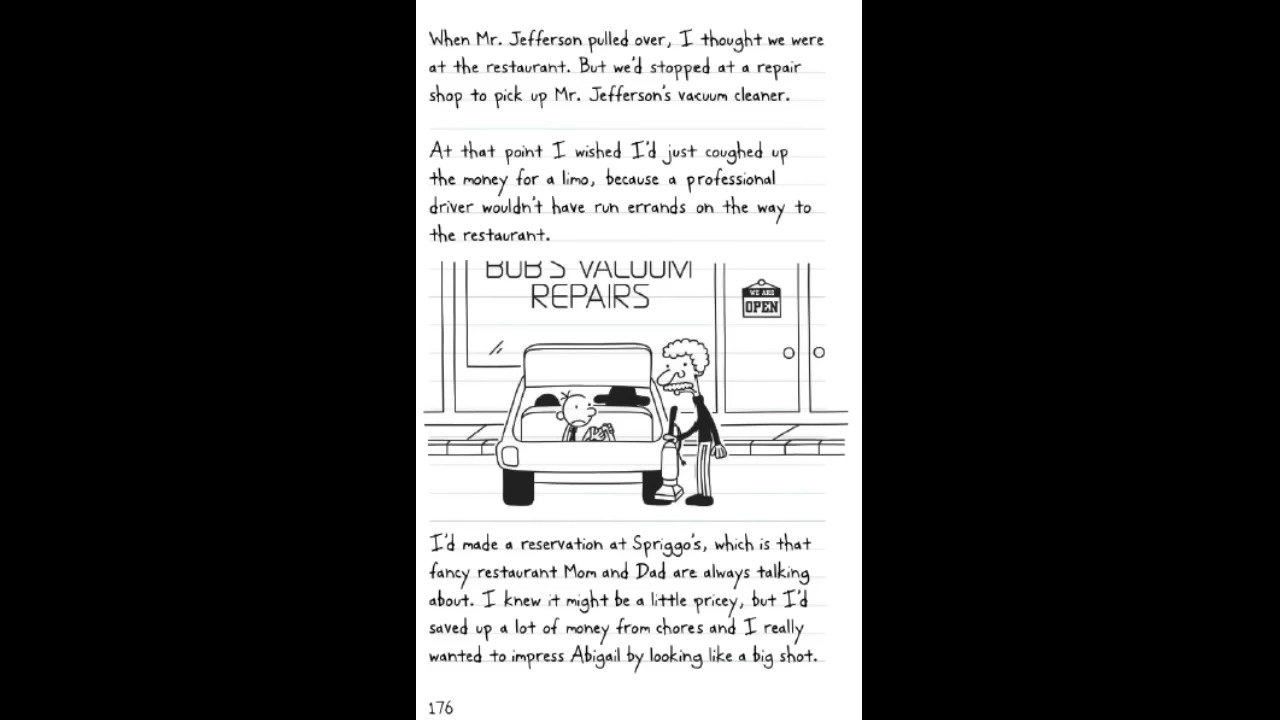 When Mr. Jefferson pulled over, I thought we were
at the restaurant. But we'd stopped at a repair
shop to pick up Mr. Jefferson's vacuum cleaner.
At that point I wished I'd just coughed up
the money for a limo, because a professional
driver wouldn't have run errands on the way to
the restaurant.
BOB'S VACUUM
REPAIRS
WE ARE
OPEN
I'd made a reservation at Spriggo's, which is that
fancy restaurant Mom and Dad are always talking
about. I knew it might be a little pricey, but I'd
saved up a lot of money from chores and I really
wanted to impress Abigail by looking like a big shot.
176